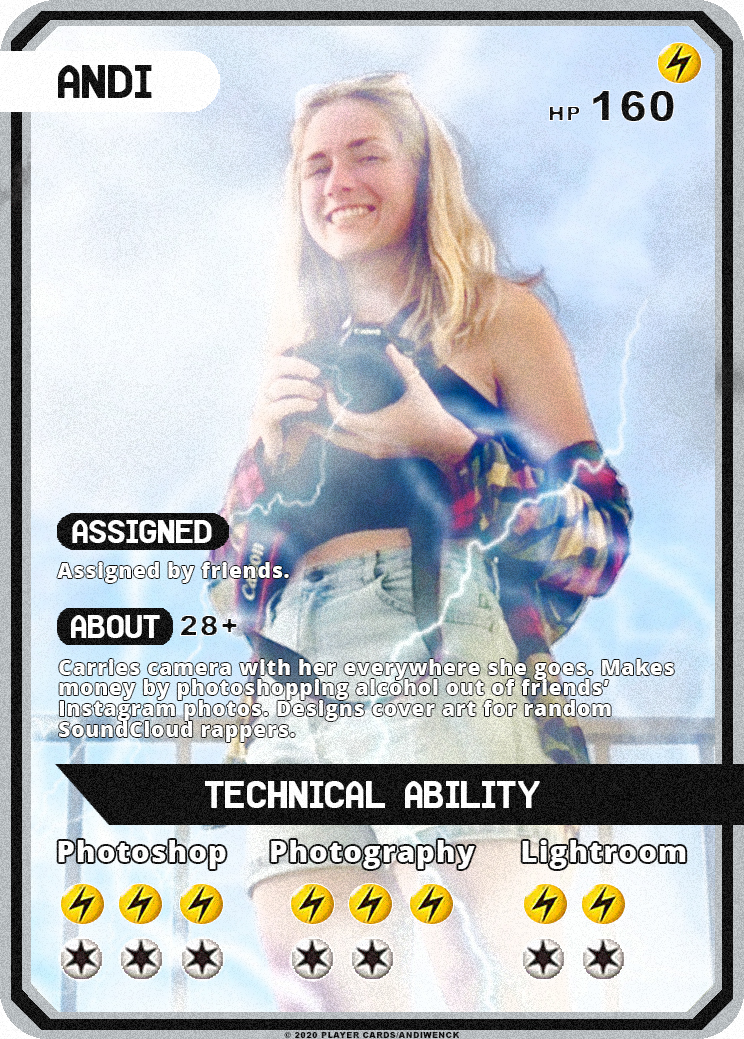 ANDI
HP 160
Canon
ASSIGNED
Assigned by friends.
Canon
ABOUT 28+
Carries camera with her everywhere she goes. Makes
money by photoshopping alcohol out of friends’
Instagram photos. Designs cover art for random
SoundCloud rappers.
TECHNICAL ABILITY
Photoshop Photography Lightroom
© 2020 PLAYER CARDS/ANDIWENCK